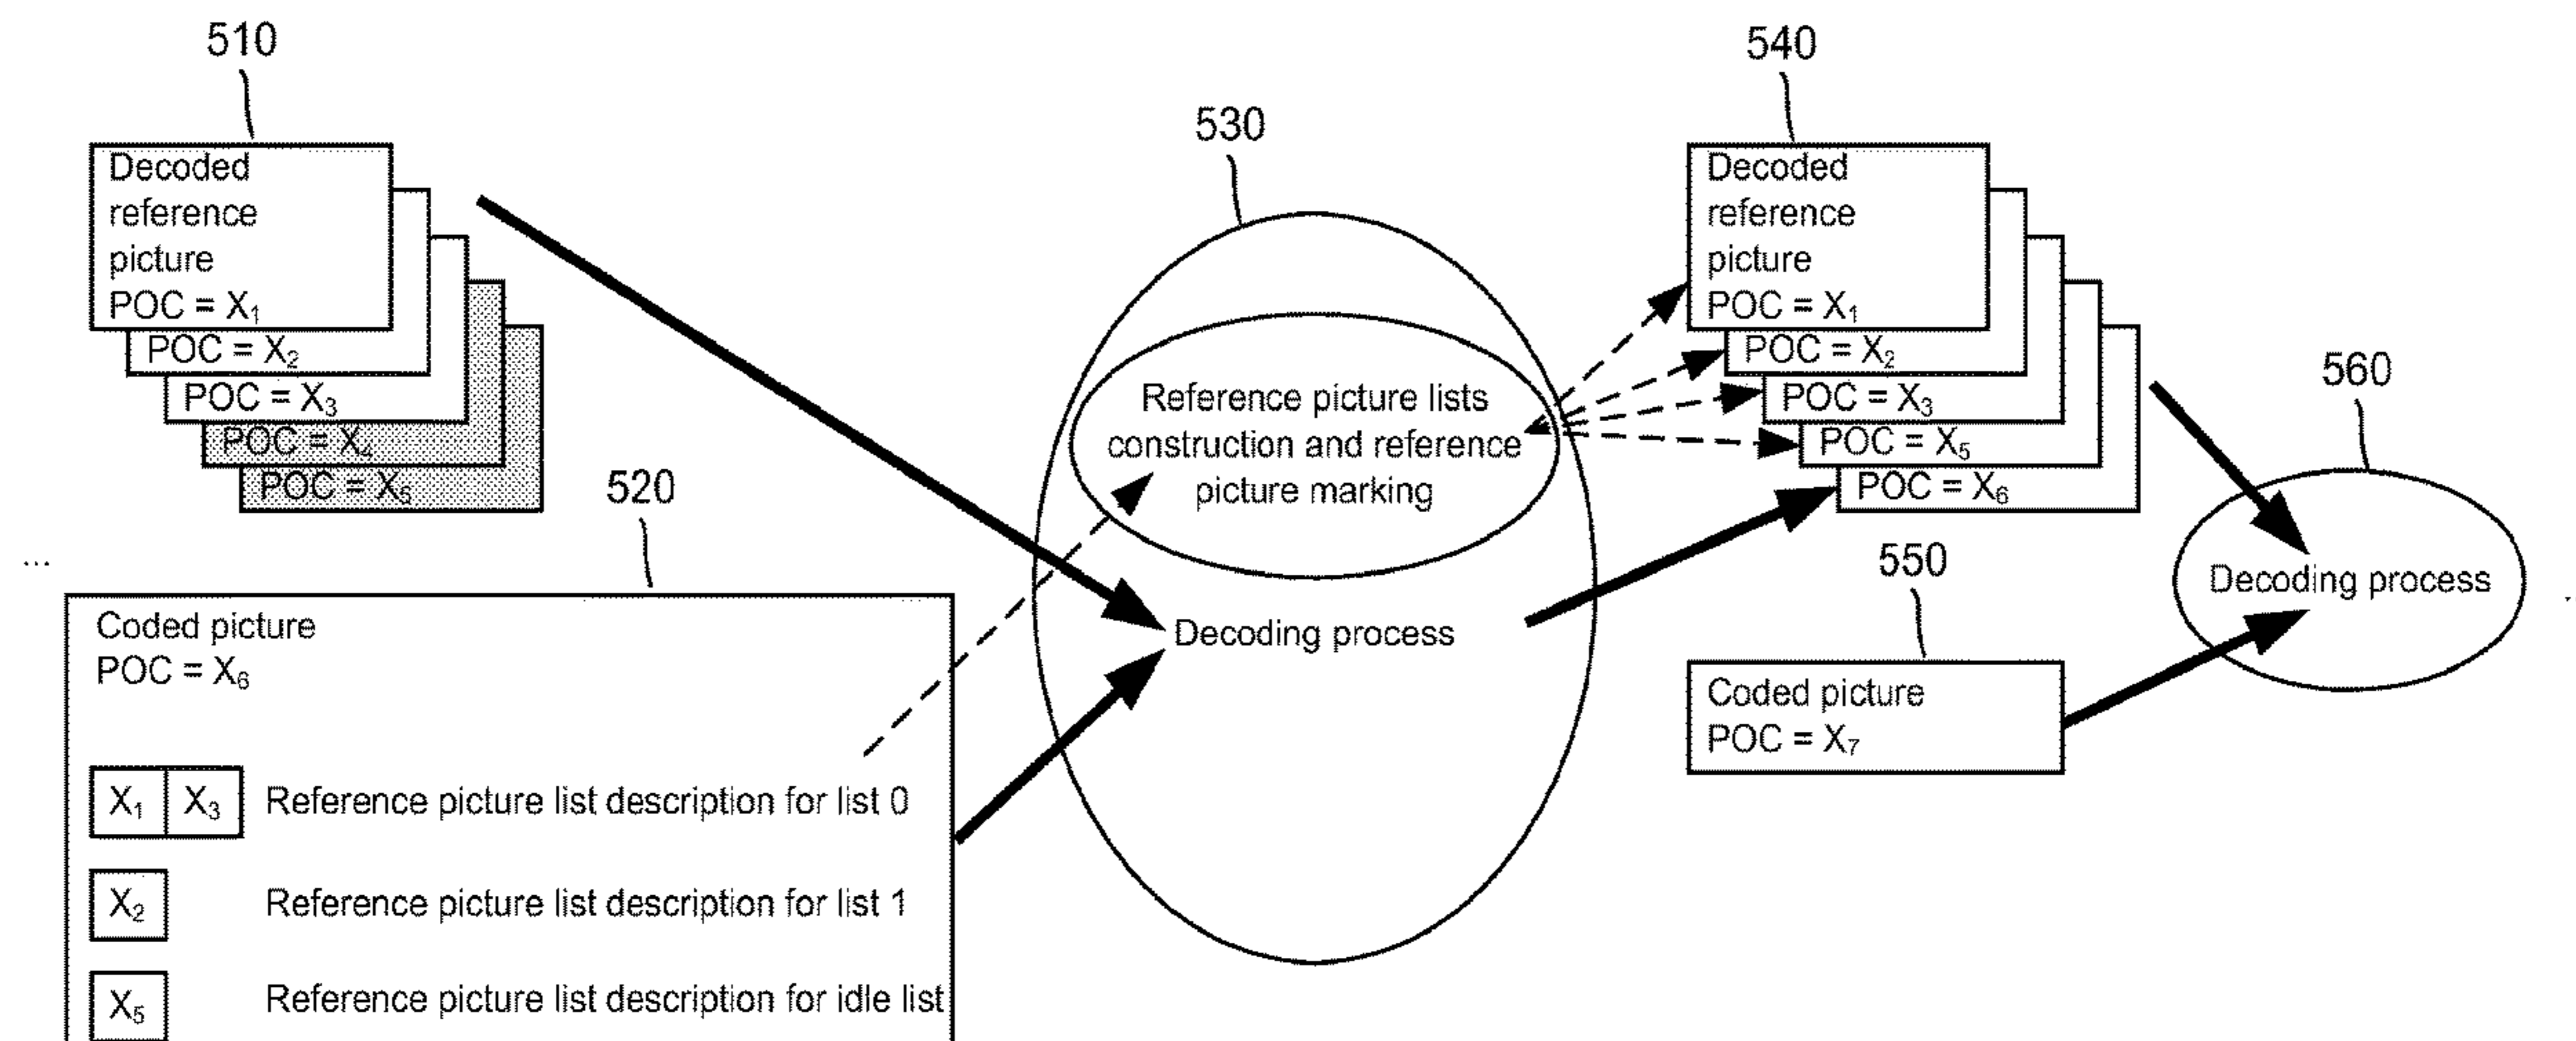 510
Decoded
reference
picture
POC = X₁
POC = X₂
POC = X₃
POC = X₄
POC = X₅
...
520
Coded picture
POC = X₆
X₁ X₃ Reference picture list description for list 0
X₂ Reference picture list description for list 1
X₅ Reference picture list description for idle list
530
Reference picture lists
construction and reference
picture marking
Decoding process
540
Decoded
reference
picture
POC = X₁
POC = X₂
POC = X₃
POC = X₅
POC = X₆
550
Coded picture
POC = X₇
560
Decoding process